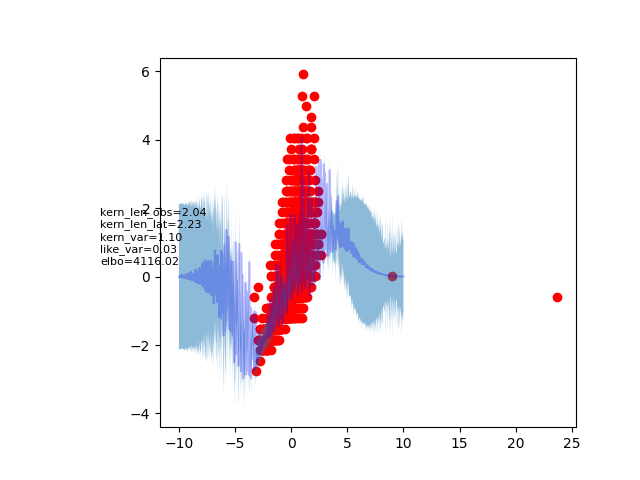 6
4
2
kern_len_obs=2.04
kern_len_lat=2.23
kern_var=1.10
like_var=0.03
elbo=4116.02
0
−2
−4
−10 −5 0 5 10 15 20 25